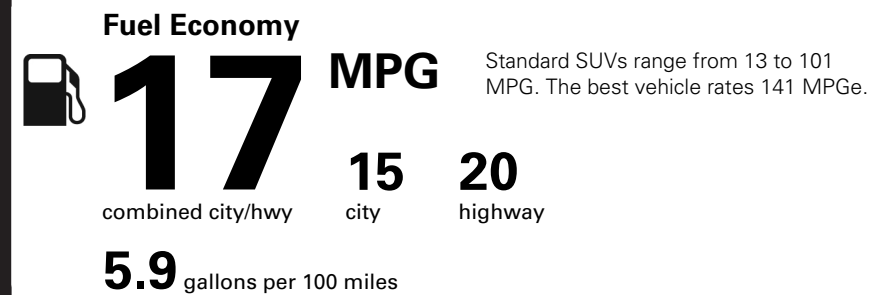 Fuel Economy
17 MPG
Standard SUVs range from 13 to 101
MPG. The best vehicle rates 141 MPGe.
15 20
combined city/hwy city highway
5.9 gallons per 100 miles